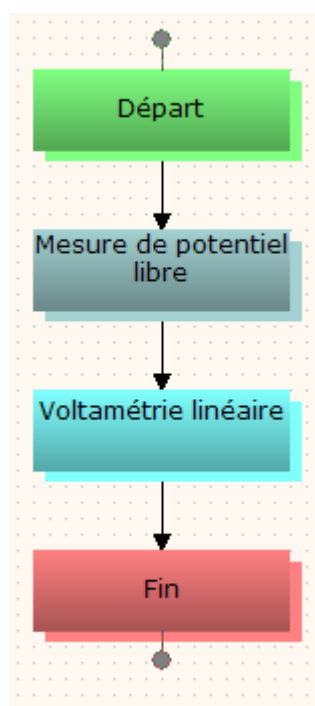 Départ
Mesure de potentiel
libre
Voltamétrie linéaire
Fin